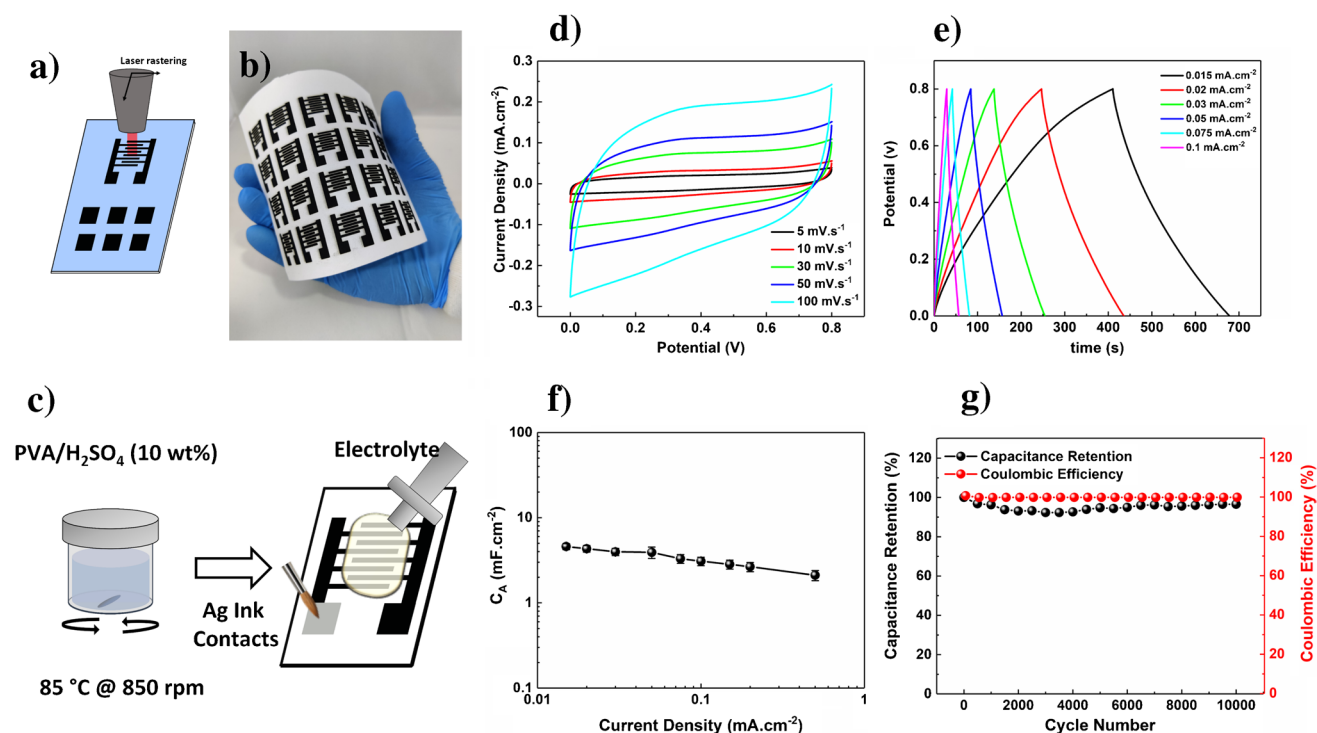 a)
Laser rastering
b)
c)
PVA/H₂SO₄ (10 wt%)
85 °C @ 850 rpm
Ag Ink
Contacts
Electrolyte
d)
Current Density (mA.cm⁻²)
0.3
0.2
0.1
0.0
-0.1
-0.2
-0.3
5 mV.s⁻¹
10 mV.s⁻¹
30 mV.s⁻¹
50 mV.s⁻¹
100 mV.s⁻¹
0.0 0.2 0.4 0.6 0.8
Potential (V)
e)
Potential (v)
0.8
0.6
0.4
0.2
0.0
0.015 mA.cm⁻²
0.02 mA.cm⁻²
0.03 mA.cm⁻²
0.05 mA.cm⁻²
0.075 mA.cm⁻²
0.1 mA.cm⁻²
0 100 200 300 400 500 600 700
time (s)
f)
C_A (mF.cm⁻²)
100
10
1
0.1
0.01 0.1 1
Current Density (mA.cm⁻²)
g)
Capacitance Retention (%)
120
100
80
60
40
20
0
Capacitance Retention
Coulombic Efficiency
0 2000 4000 6000 8000 10000
Cycle Number
120
100
80
60
40
20
0
Coulombic Efficiency (%)